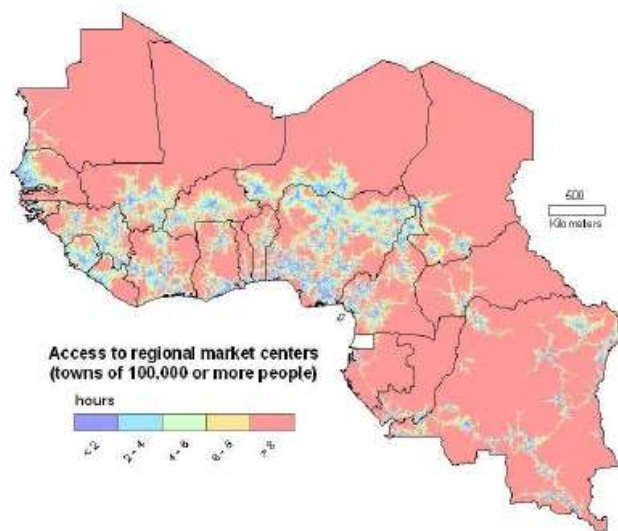 500
Kilometers
Access to regional market centers
(towns of 100,000 or more people)
hours
< 2
2 - 4
4 - 6
6 - 8
> 8